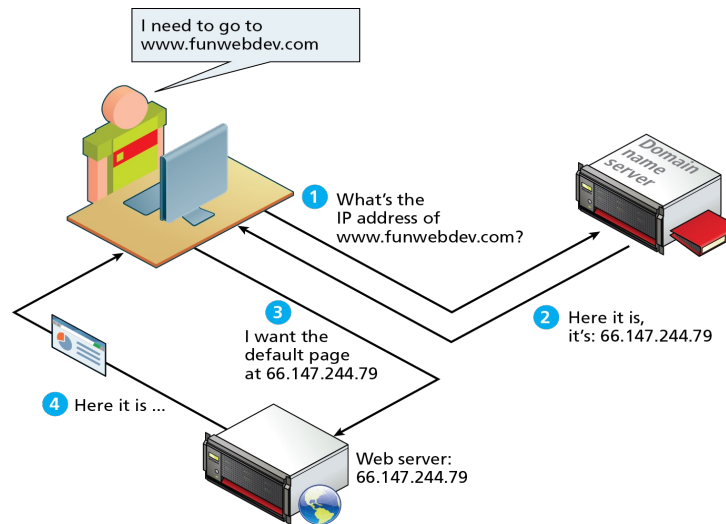 I need to go to
www.funwebdev.com
Domain
name
server
1
What's the
IP address of
www.funwebdev.com?
2
Here it is,
it's: 66.147.244.79
3
I want the
default page
at 66.147.244.79
4
Here it is ...
Web server:
66.147.244.79